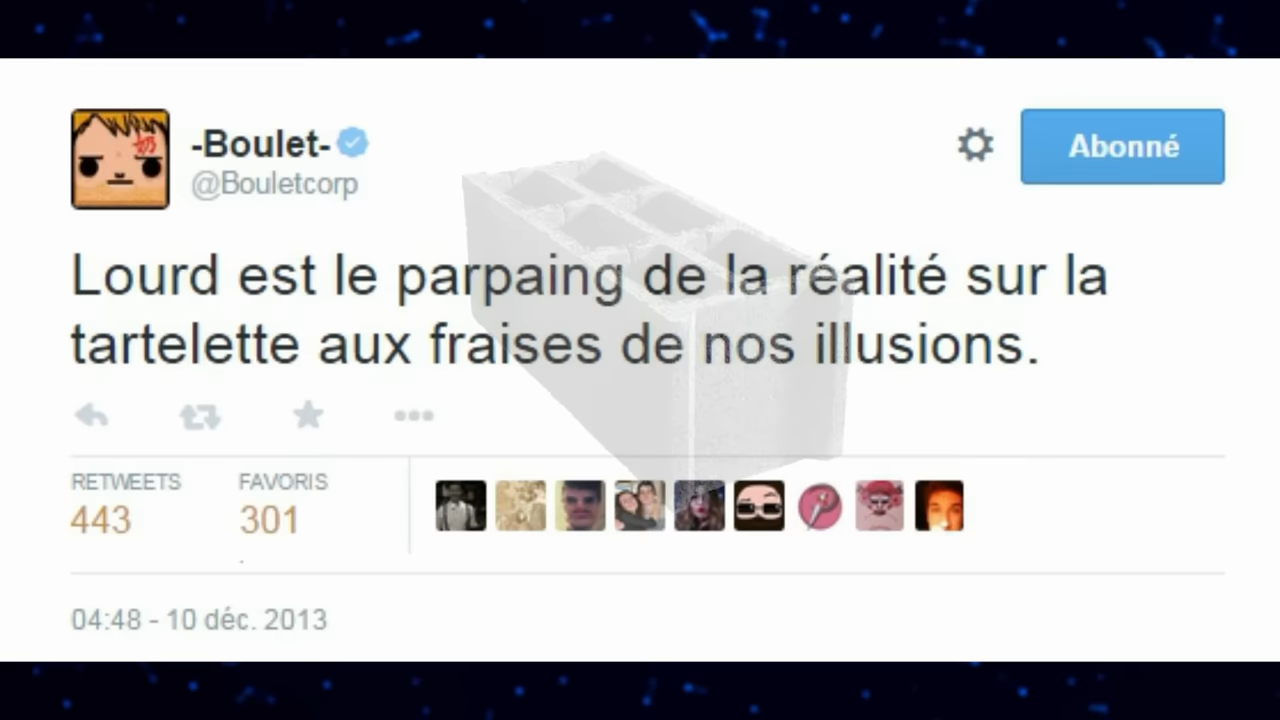 -Boulet-
@Bouletcorp
Abonné
Lourd est le parpaing de la réalité sur la
tartelette aux fraises de nos illusions.
RETWEETS FAVORIS
443 301
04:48 - 10 déc. 2013